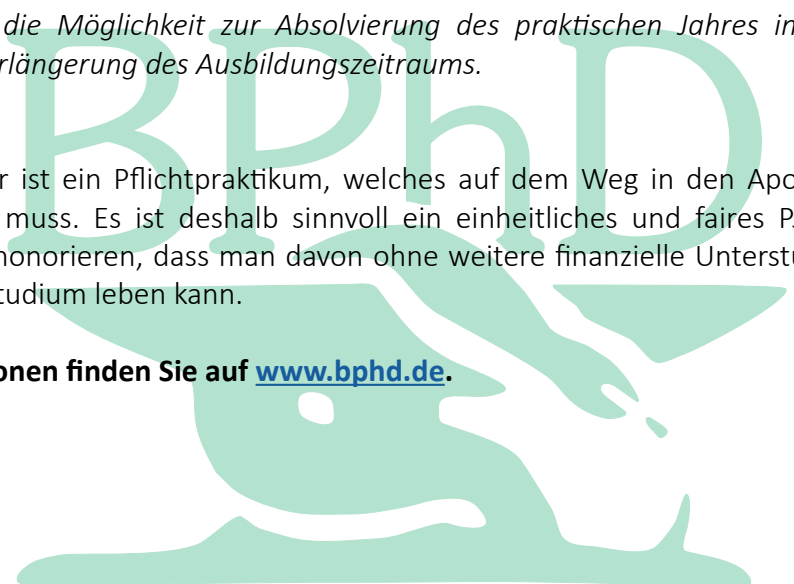 BPhD
die Möglichkeit zur Absolvierung des praktischen Jahres in
erlängerung des Ausbildungszeitraums.
r ist ein Pflichtpraktikum, welches auf dem Weg in den Apo
muss. Es ist deshalb sinnvoll ein einheitliches und faires P
honorieren, dass man davon ohne weitere finanzielle Unterstu
tudium leben kann.
onen finden Sie auf www.bphd.de.